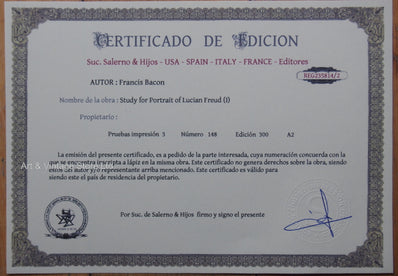 CERTIFICADO DE EDICION
Suc. Salerno & Hijos - USA - SPAIN - ITALY - FRANCE - Editores
REG235814/2
AUTOR : Francis Bacon
Nombre de la obra : Study for Portrait of Lucian Freud (I)
Propietario :
Pruebas impresión 3 Número 148 Edición 300 A2
La emisión del presente certificado, es a pedido de la parte interesada, cuya numeración concuerda con la
que se encuentra inscripta a lápiz en la misma obra. Este certificado no genera derechos sobre la obra, siendo
estos del autor y/o representante arriba mencionado. Este certificado es válido para
siendo este el país de residencia del propietario.
Art &
Por Suc. de Salerno & Hijos firmo y signo el presente